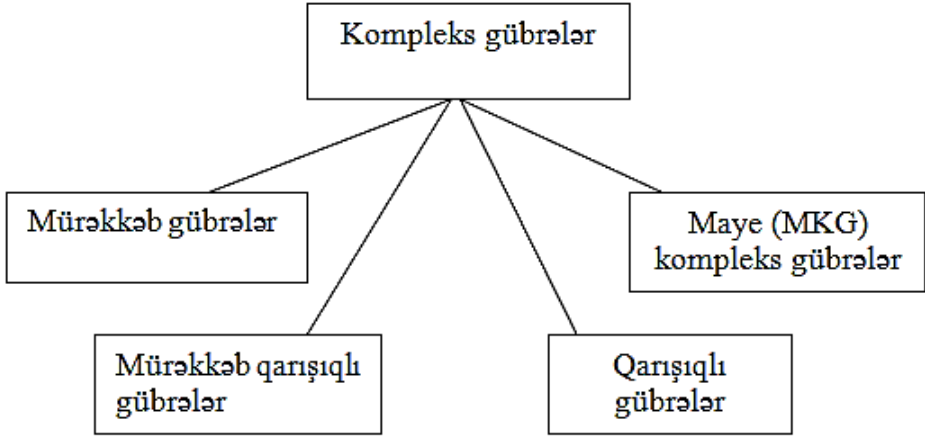 Kompleks gübrələr
Mürəkkəb gübrələr
Maye (MKG)
kompleks gübrələr
Mürəkkəb qarışıqlı
gübrələr
Qarışıqlı
gübrələr